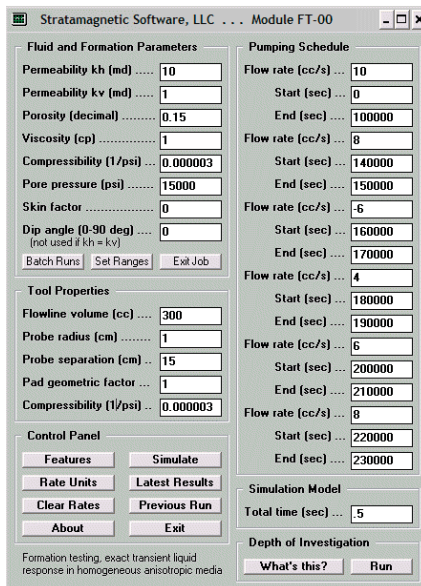 Stratamagnetic Software, LLC ... Module FT-00
Fluid and Formation Parameters
Permeability kh (md) ..... 10
Permeability kv (md) ..... 1
Porosity (decimal) ........... 0.15
Viscosity (cp) .................. 1
Compressibility (1/psi) ... 0.000003
Pore pressure (psi) ......... 15000
Skin factor ...................... 0
Dip angle (0-90 deg) ..... 0
(not used if kh = kv)
Batch Runs Set Ranges Exit Job
Tool Properties
Flowline volume (cc) .... 300
Probe radius (cm) .......... 1
Probe separation (cm) .. 15
Pad geometric factor ... 1
Compressibility (1/psi) .. 0.000003
Control Panel
Features Simulate
Rate Units Latest Results
Clear Rates Previous Run
About Exit
Formation testing, exact transient liquid
response in homogeneous anisotropic media
Pumping Schedule
Flow rate (cc/s) ... 10
Start (sec) ... 0
End (sec) ... 100000
Flow rate (cc/s) ... 8
Start (sec) ... 140000
End (sec) ... 150000
Flow rate (cc/s) ... -6
Start (sec) ... 160000
End (sec) ... 170000
Flow rate (cc/s) ... 4
Start (sec) ... 180000
End (sec) ... 190000
Flow rate (cc/s) ... 6
Start (sec) ... 200000
End (sec) ... 210000
Flow rate (cc/s) ... 8
Start (sec) ... 220000
End (sec) ... 230000
Simulation Model
Total time (sec) ... .5
Depth of Investigation
What's this? Run